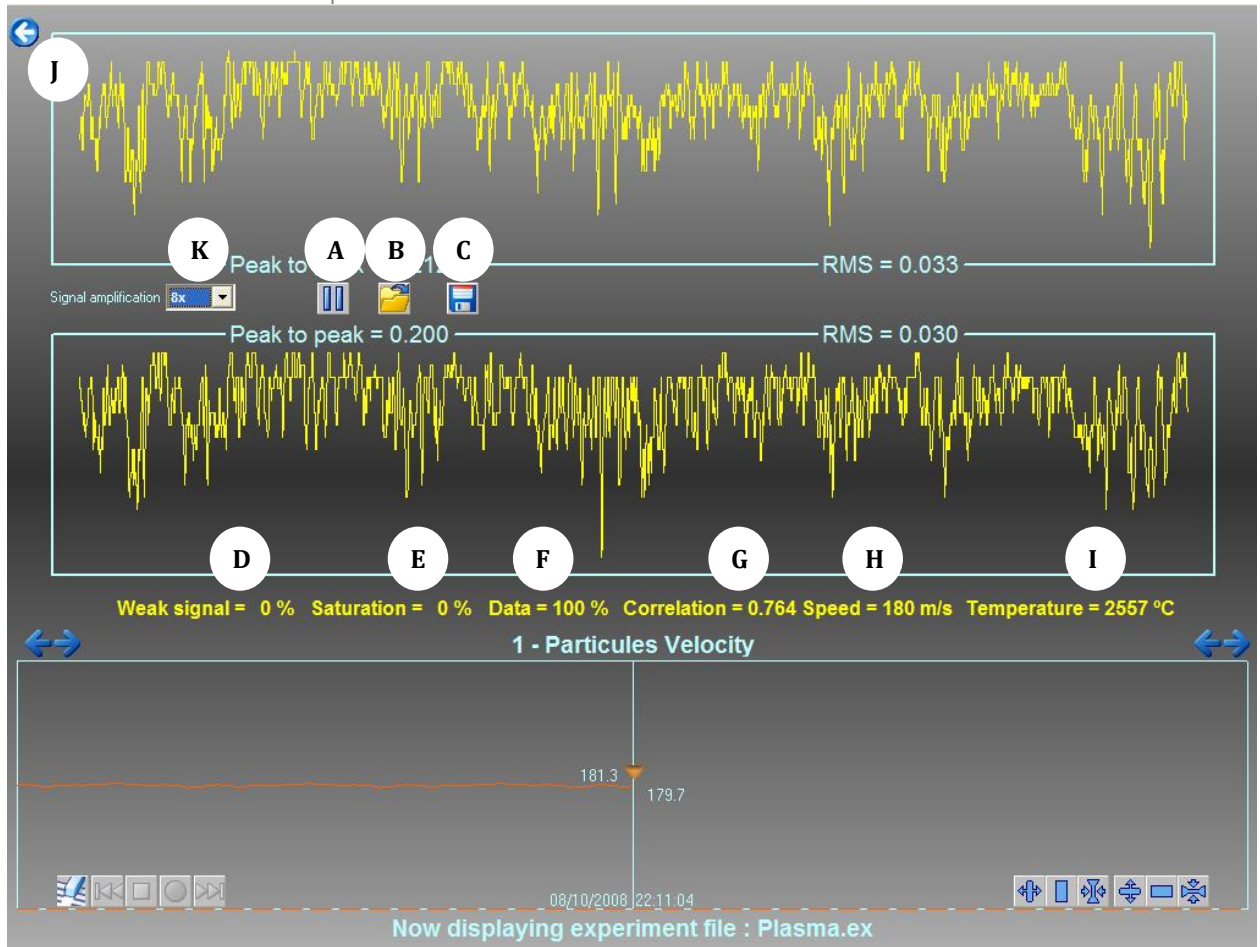 J
K A B C
Peak to 12 RMS = 0.033
Signal amplification 8x
Peak to peak = 0.200 RMS = 0.030
D E F G H I
Weak signal = 0 % Saturation = 0 % Data = 100 % Correlation = 0.764 Speed = 180 m/s Temperature = 2557 ºC
1 - Particules Velocity
181.3
179.7
08/10/2008 22:11:04
Now displaying experiment file : Plasma.ex